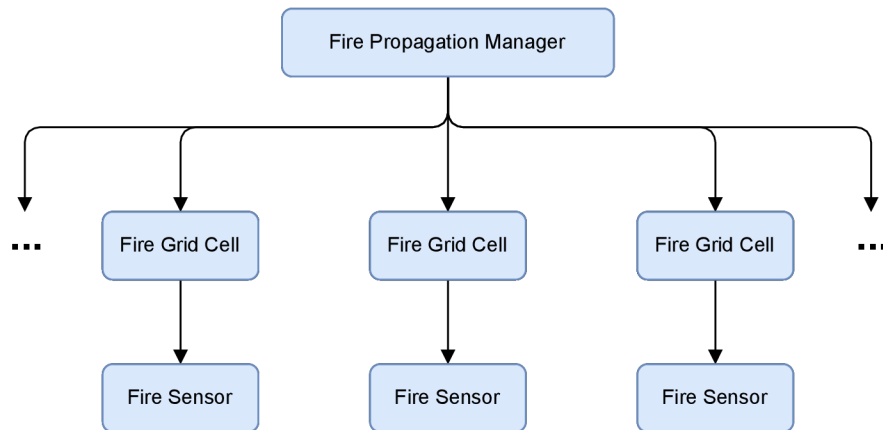 Fire Propagation Manager
...
Fire Grid Cell
Fire Grid Cell
Fire Grid Cell
...
Fire Sensor
Fire Sensor
Fire Sensor